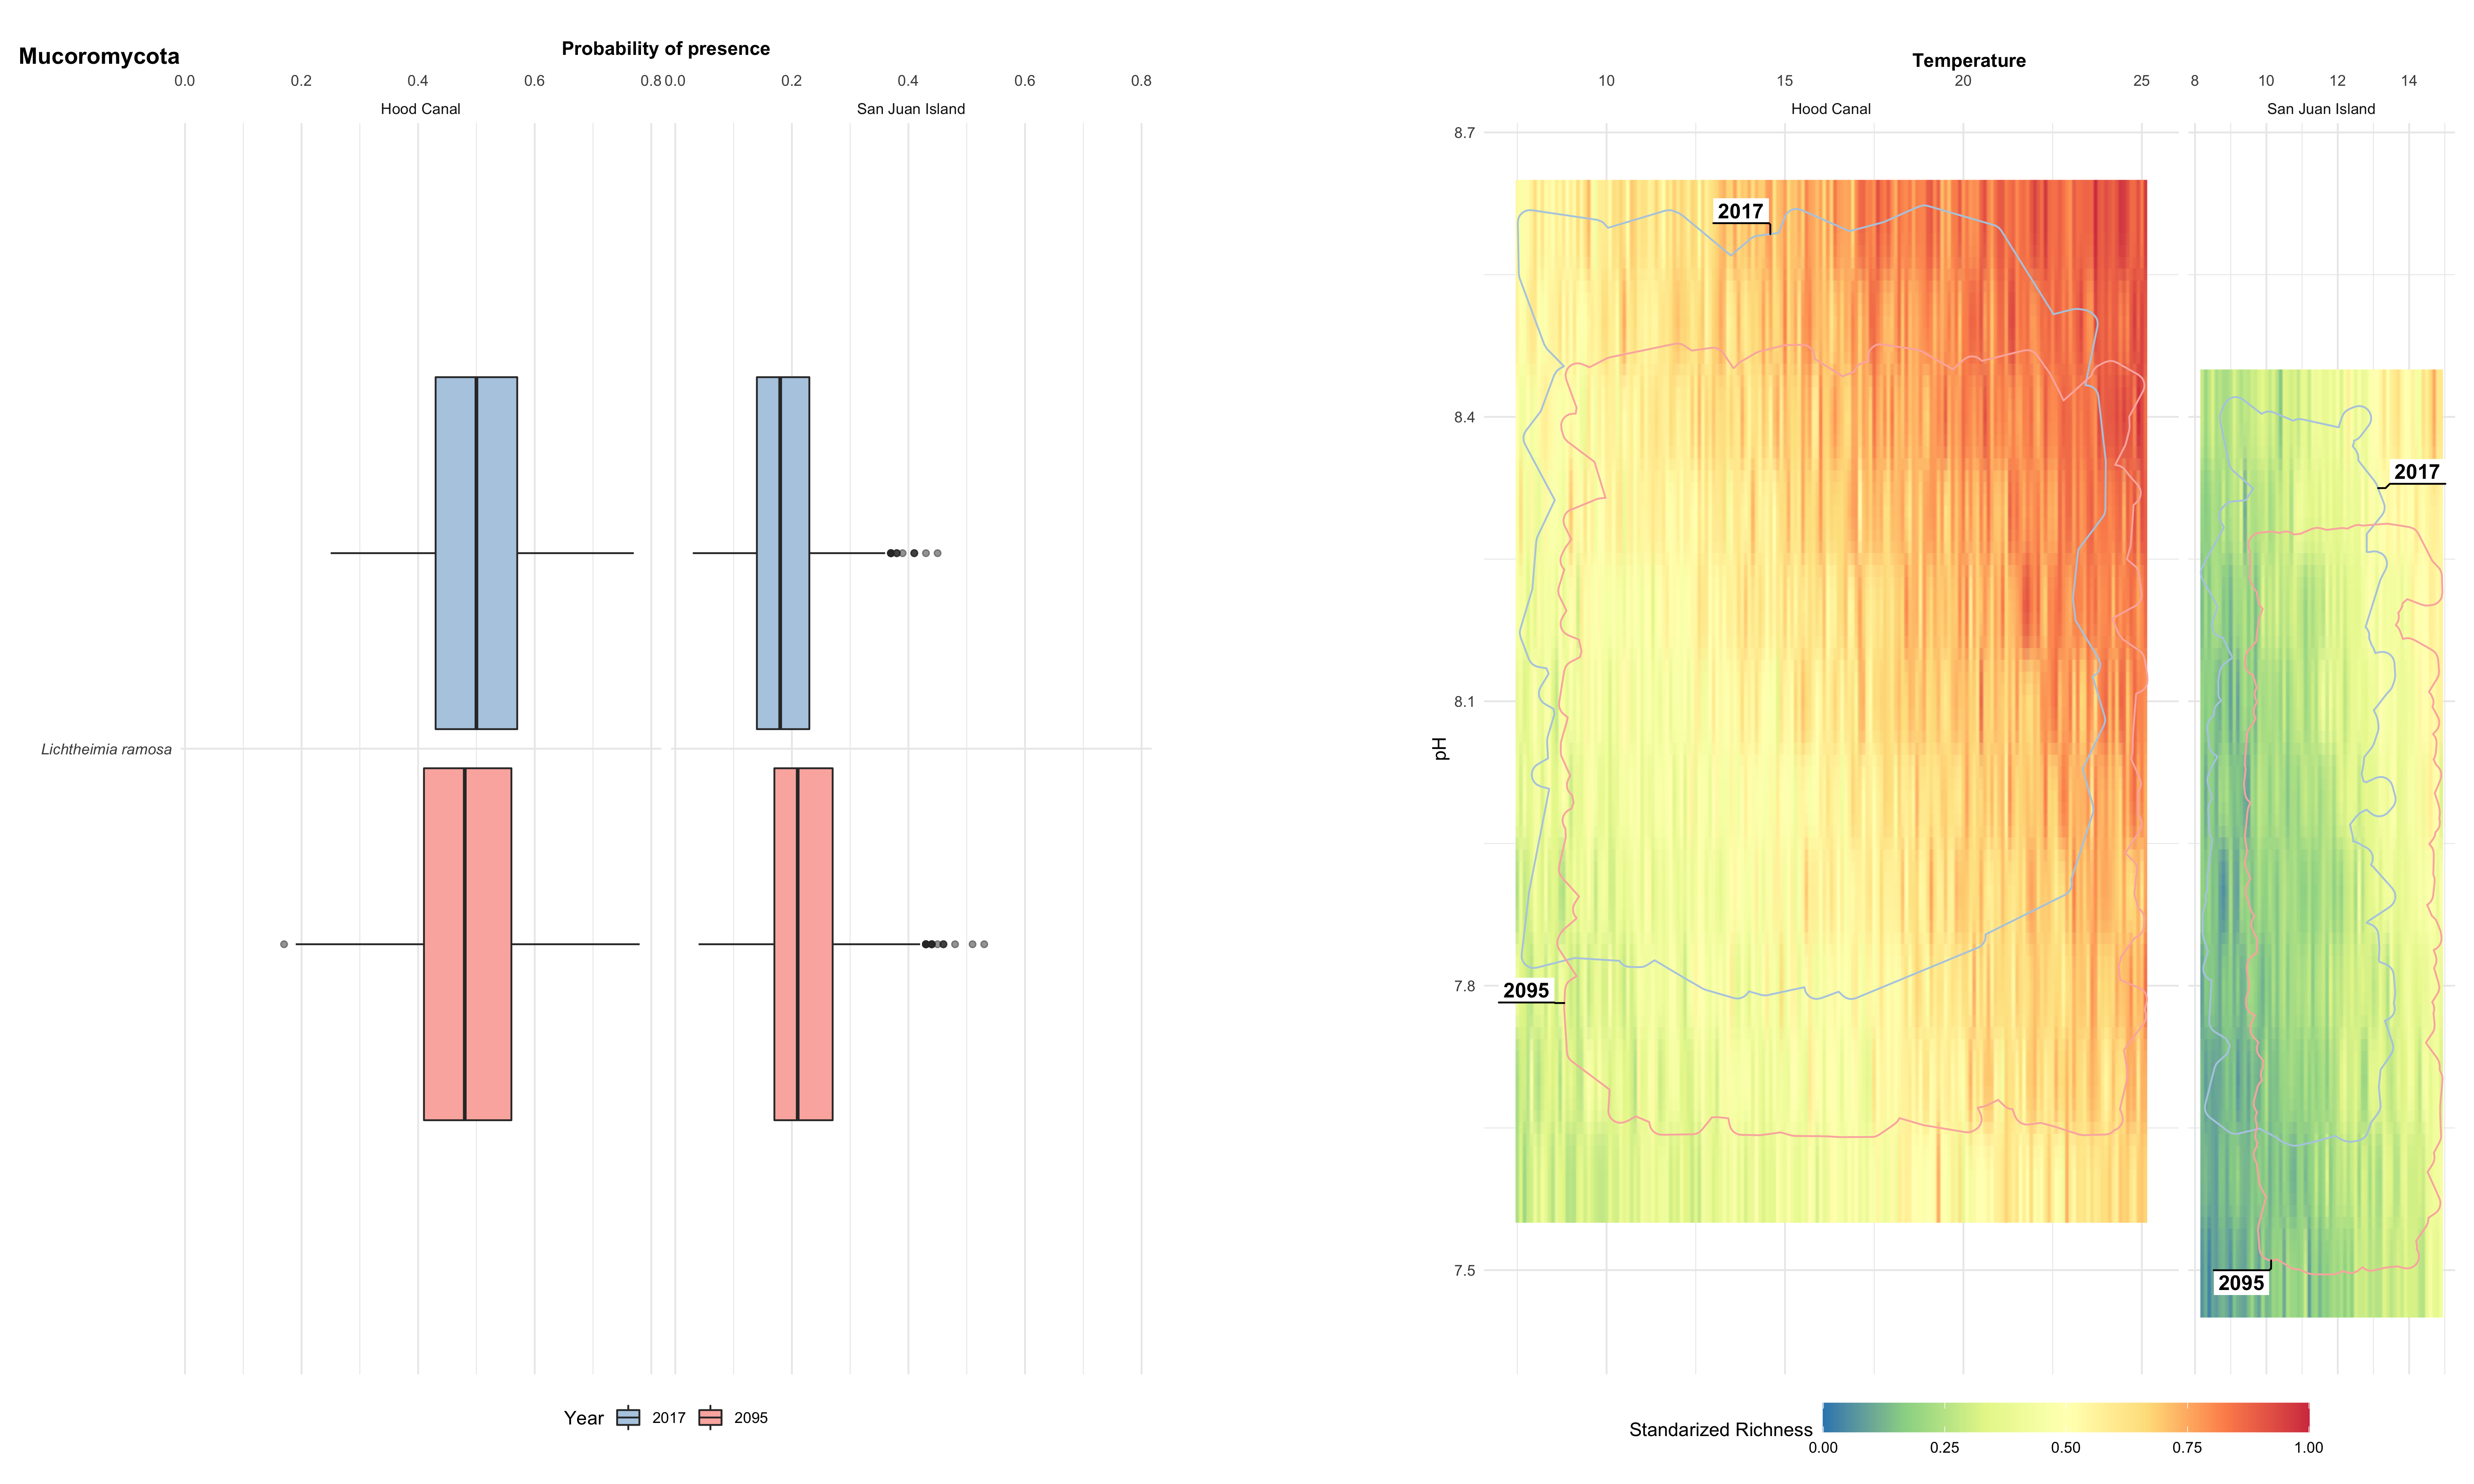 Mucoromycota
Probability of presence
0.0 0.2 0.4 0.6 0.8 0.0 0.2 0.4 0.6 0.8
Hood Canal San Juan Island
Lichtheimia ramosa
Year 2017 2095
Temperature
10 15 20 25 8 10 12 14
Hood Canal San Juan Island
8.7
8.4
8.1
7.8
7.5
pH
2017
2095
2017
2095
Standarized Richness
0.00 0.25 0.50 0.75 1.00